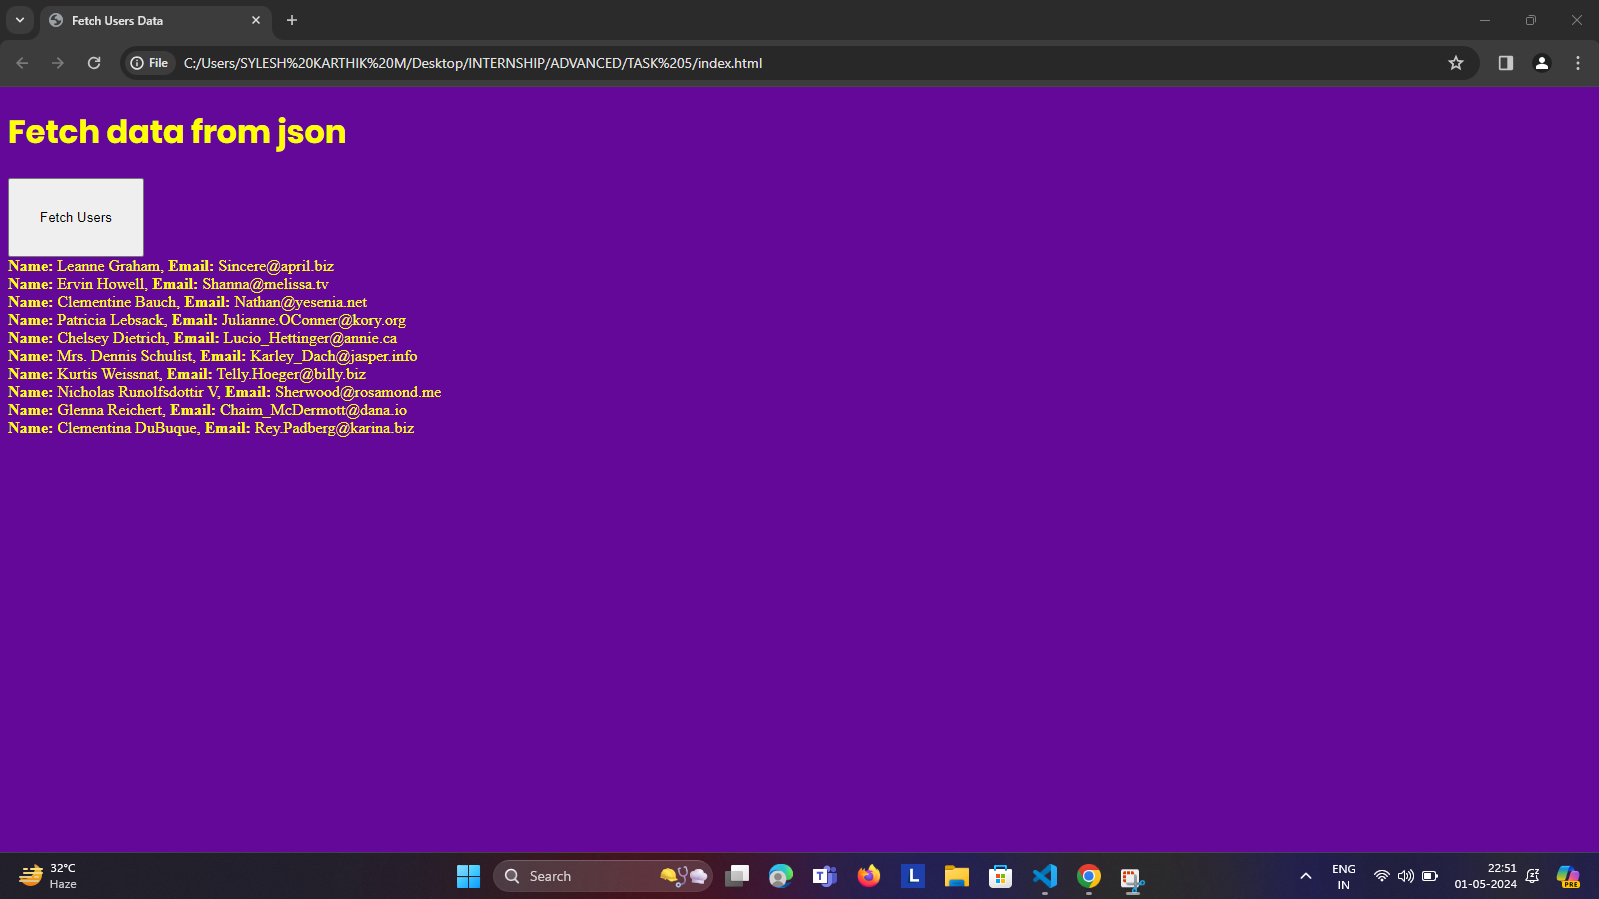 Fetch Users Data
File
C:/Users/SYLESH%20KARTHIK%20M/Desktop/INTERNSHIP/ADVANCED/TASK%205/index.html
Fetch data from json
Fetch Users
Name: Leanne Graham, Email: Sincere@april.biz
Name: Ervin Howell, Email: Shanna@melissa.tv
Name: Clementine Bauch, Email: Nathan@yesenia.net
Name: Patricia Lebsack, Email: Julianne.OConner@kory.org
Name: Chelsey Dietrich, Email: Lucio_Hettinger@annie.ca
Name: Mrs. Dennis Schulist, Email: Karley_Dach@jasper.info
Name: Kurtis Weissnat, Email: Telly.Hoeger@billy.biz
Name: Nicholas Runolfsdottir V, Email: Sherwood@rosamond.me
Name: Glenna Reichert, Email: Chaim_McDermott@dana.io
Name: Clementina DuBuque, Email: Rey.Padberg@karina.biz
32°C
Haze
Search
T
L
ENG
IN
22:51
01-05-2024
PRE